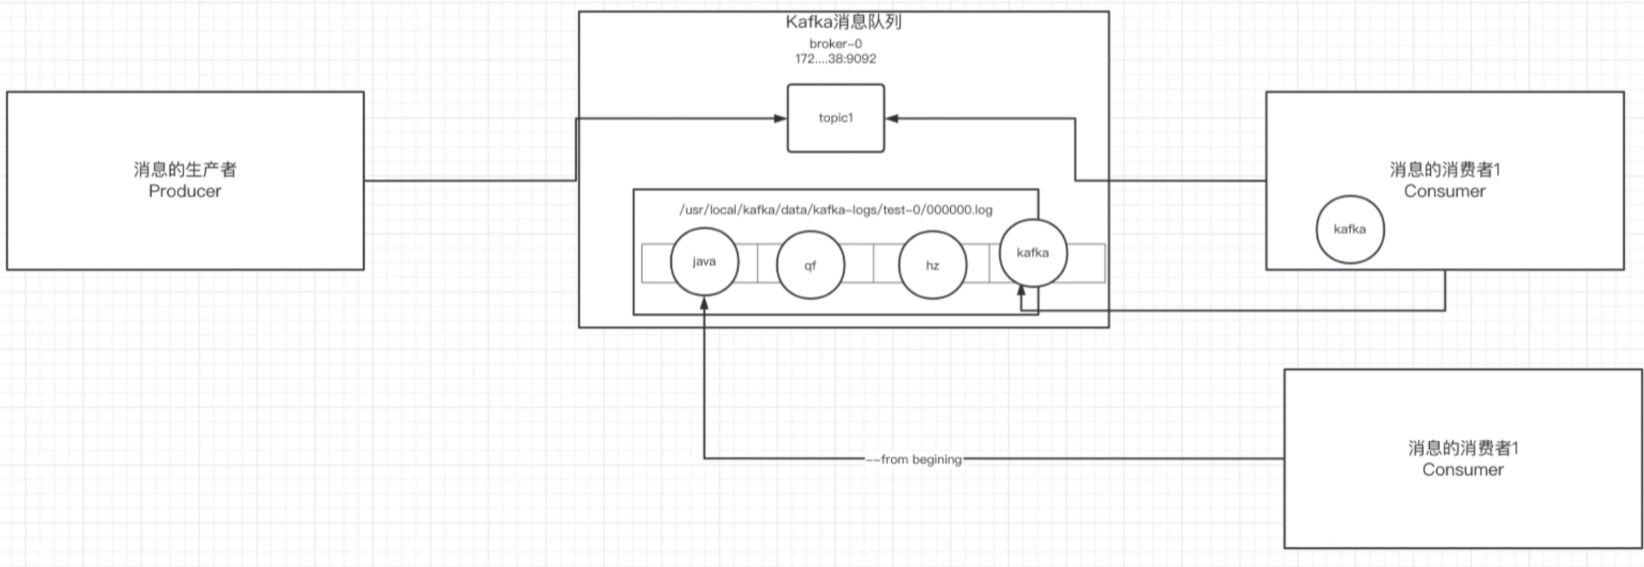 Kafka消息队列
broker-0
172....38:9092
topic1
消息的生产者
Producer
消息的消费者1
Consumer
kafka
/usr/local/kafka/data/kafka-logs/test-0/000000.log
java
qf
hz
kafka
--from begining
消息的消费者1
Consumer